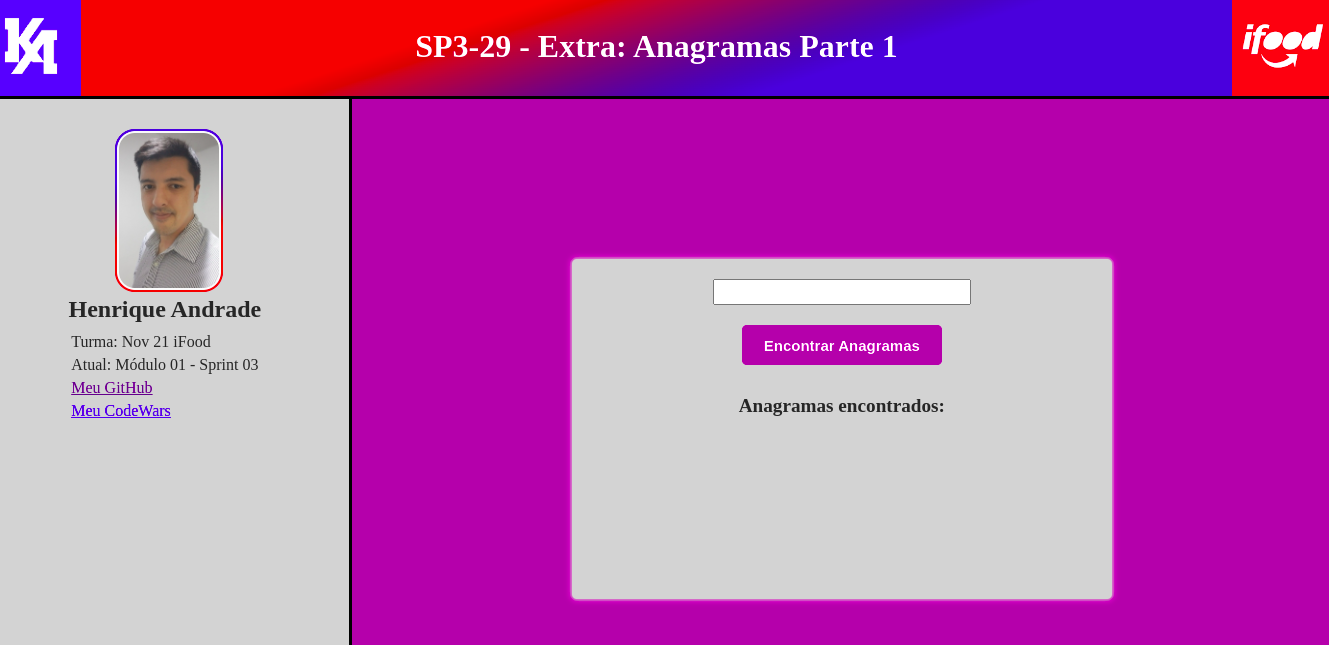 SP3-29 - Extra: Anagramas Parte 1
ifood
Henrique Andrade
Turma: Nov 21 iFood
Atual: Módulo 01 - Sprint 03
Meu GitHub
Meu CodeWars
Encontrar Anagramas
Anagramas encontrados: